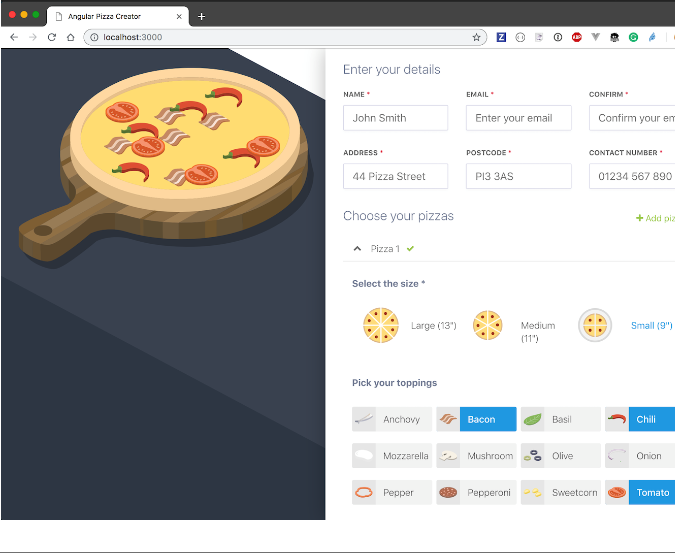 Angular Pizza Creator
localhost:3000
Enter your details
NAME * EMAIL * CONFIRM *
John Smith Enter your email Confirm your em
ADDRESS * POSTCODE * CONTACT NUMBER *
44 Pizza Street PI3 3AS 01234 567 890
Choose your pizzas + Add piz
Pizza 1
Select the size *
Large (13") Medium (11") Small (9")
Pick your toppings
Anchovy Bacon Basil Chili
Mozzarella Mushroom Olive Onion
Pepper Pepperoni Sweetcorn Tomato